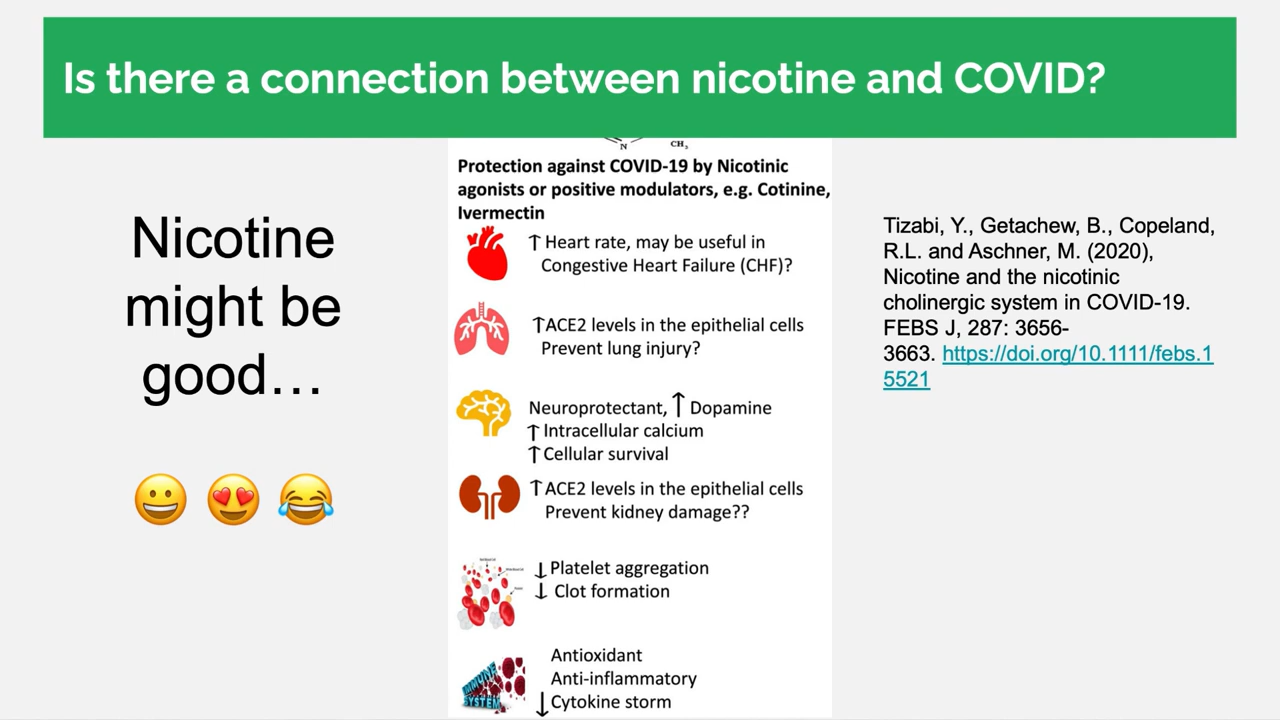 Is there a connection between nicotine and COVID?
N
CH3
Protection against COVID-19 by Nicotinic
agonists or positive modulators, e.g. Cotinine,
Ivermectin
↑ Heart rate, may be useful in
Congestive Heart Failure (CHF)?
↑ACE2 levels in the epithelial cells
Prevent lung injury?
Neuroprotectant, ↑ Dopamine
↑ Intracellular calcium
↑ Cellular survival
↑ ACE2 levels in the epithelial cells
Prevent kidney damage??
↓ Platelet aggregation
↓ Clot formation
IMMUNE
SYSTEM
Antioxidant
Anti-inflammatory
↓ Cytokine storm
Nicotine
might be
good…
Tizabi, Y., Getachew, B., Copeland,
R.L. and Aschner, M. (2020),
Nicotine and the nicotinic
cholinergic system in COVID-19.
FEBS J, 287: 3656-
3663. https://doi.org/10.1111/febs.1
5521